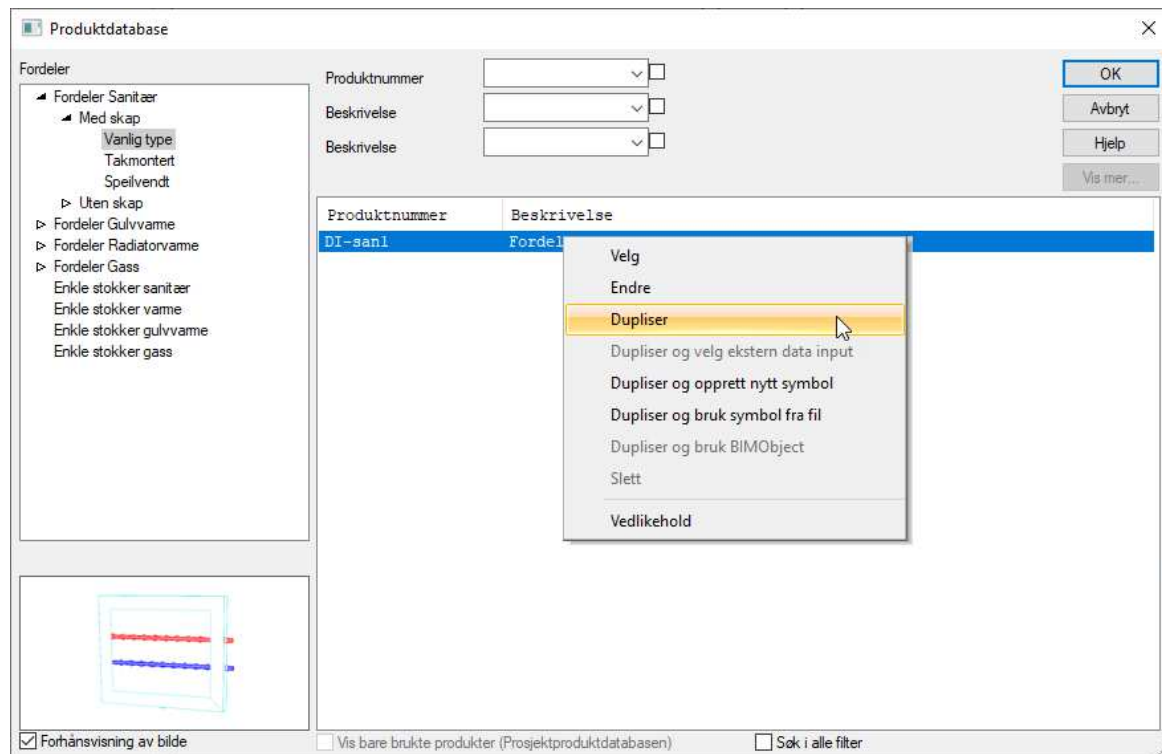 Produktdatabase
Fordeler
Fordeler Sanitær
Med skap
Vanlig type
Takmontert
Speilvendt
Uten skap
Fordeler Gulvvarme
Fordeler Radiatorvarme
Fordeler Gass
Enkle stokker sanitær
Enkle stokker varme
Enkle stokker gulvvarme
Enkle stokker gass
Produktnummer
Beskrivelse
Beskrivelse
OK
Avbryt
Hjelp
Vis mer...
Produktnummer Beskrivelse
DI-san1 Fordel
Velg
Endre
Dupliser
Dupliser og velg ekstern data input
Dupliser og opprett nytt symbol
Dupliser og bruk symbol fra fil
Dupliser og bruk BIMObject
Slett
Vedlikehold
Forhånsvisning av bilde
Vis bare brukte produkter (Prosjektproduktdatabasen)
Søk i alle filter